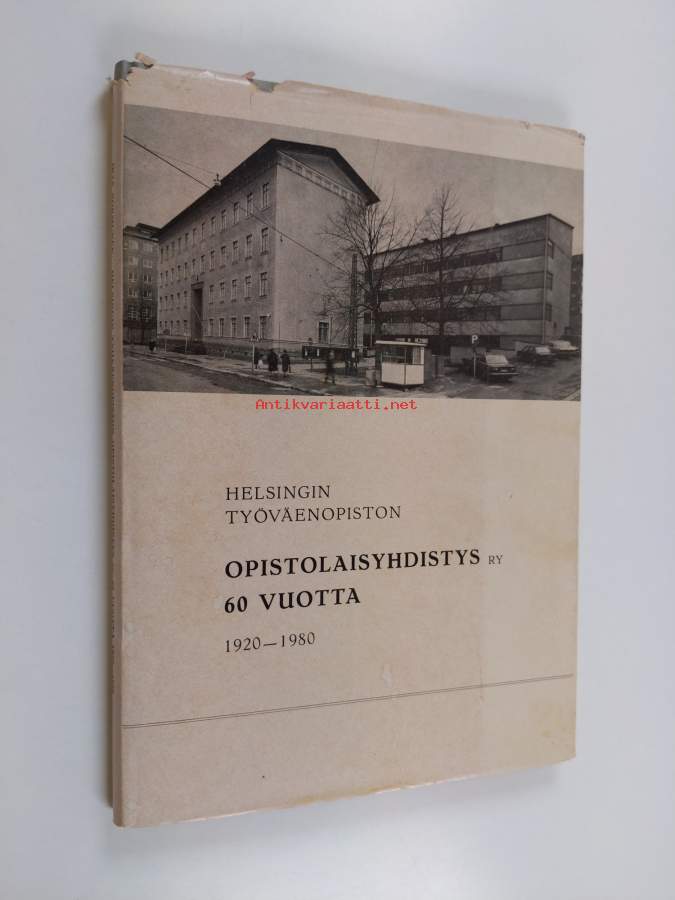 Antikvariaatti.net
HELSINGIN
TYÖVÄENOPISTON
OPISTOLAISYHDISTYS RY
60 VUOTTA
1920—1980